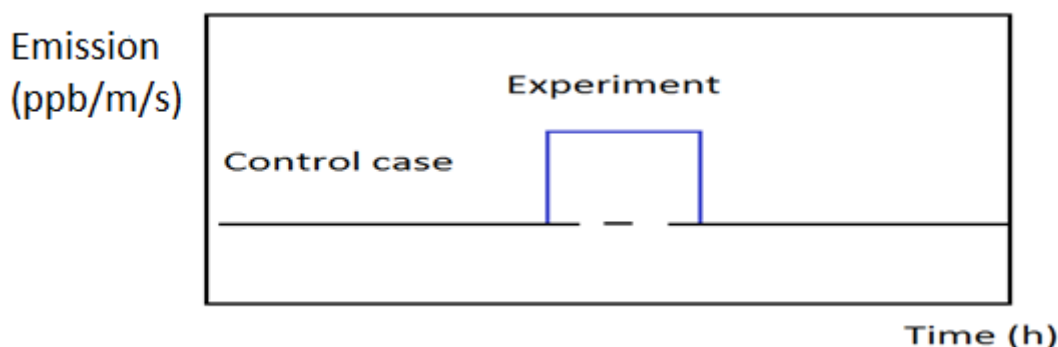 Emission
(ppb/m/s)
Experiment
Control case
Time (h)